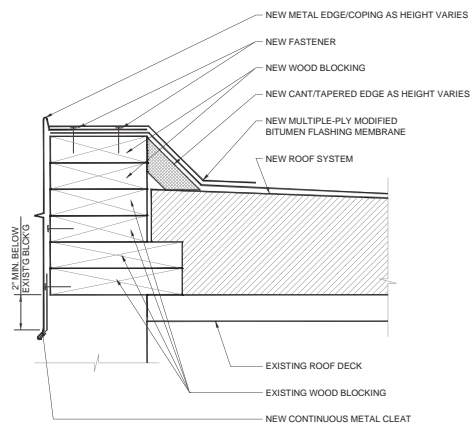 NEW METAL EDGE/COPING AS HEIGHT VARIES
NEW FASTENER
NEW WOOD BLOCKING
NEW CANT/TAPERED EDGE AS HEIGHT VARIES
NEW MULTIPLE-PLY MODIFIED
BITUMEN FLASHING MEMBRANE
NEW ROOF SYSTEM
2" MIN. BELOW
EXIST'G BLCK'G
EXISTING ROOF DECK
EXISTING WOOD BLOCKING
NEW CONTINUOUS METAL CLEAT